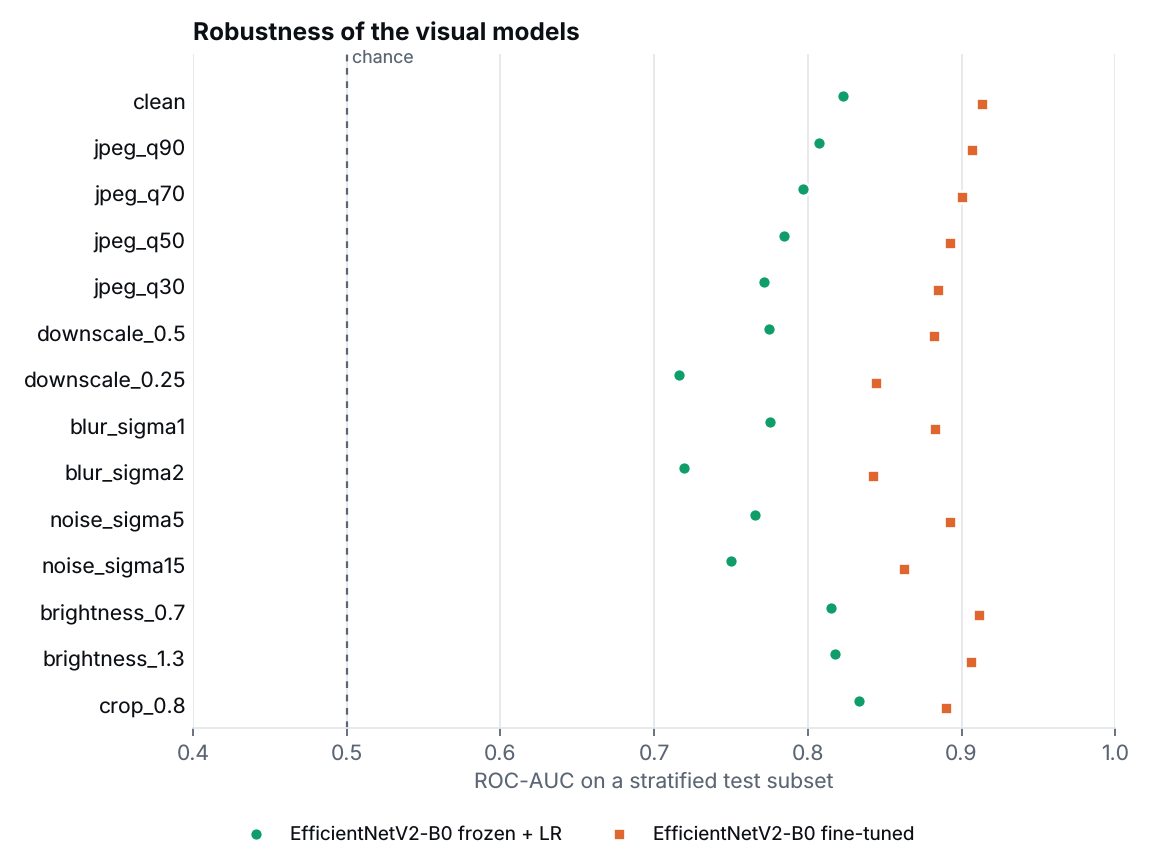 Robustness of the visual models
chance
clean
jpeg_q90
jpeg_q70
jpeg_q50
jpeg_q30
downscale_0.5
downscale_0.25
blur_sigma1
blur_sigma2
noise_sigma5
noise_sigma15
brightness_0.7
brightness_1.3
crop_0.8
0.4 0.5 0.6 0.7 0.8 0.9 1.0
ROC-AUC on a stratified test subset
EfficientNetV2-B0 frozen + LR EfficientNetV2-B0 fine-tuned